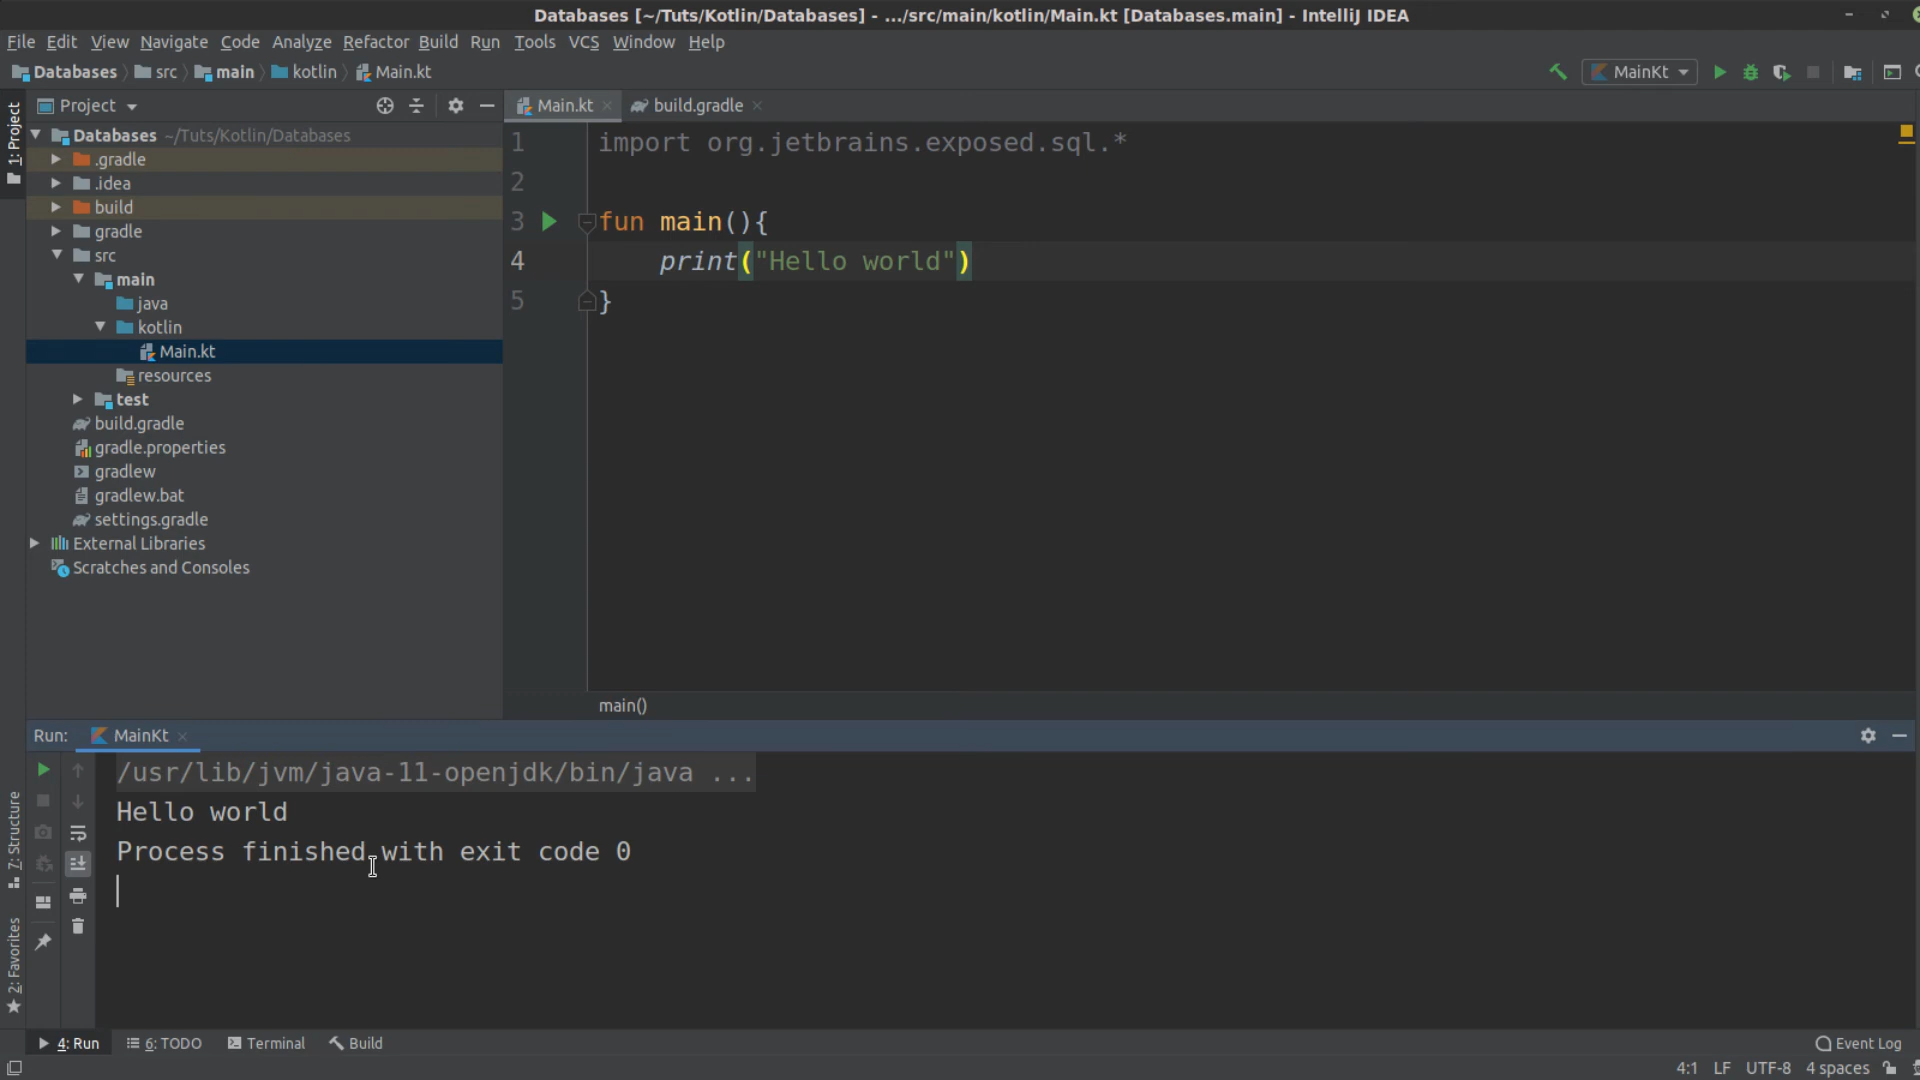 Databases [~/Tuts/Kotlin/Databases] - .../src/main/kotlin/Main.kt [Databases.main] - IntelliJ IDEA
File Edit View Navigate Code Analyze Refactor Build Run Tools VCS Window Help
Databases src main kotlin Main.kt
MainKt
1: Project
Project
Databases ~/Tuts/Kotlin/Databases
.gradle
.idea
build
gradle
src
main
java
kotlin
Main.kt
resources
test
build.gradle
gradle.properties
gradlew
gradlew.bat
settings.gradle
External Libraries
Scratches and Consoles
Main.kt build.gradle
1 import org.jetbrains.exposed.sql.*
2
3 fun main(){
4 print("Hello world")
5 }
main()
Run: MainKt
/usr/lib/jvm/java-11-openjdk/bin/java ...
Hello world
Process finished with exit code 0
7: Structure
2: Favorites
4: Run 6: TODO Terminal Build Event Log
4:1 LF UTF-8 4 spaces